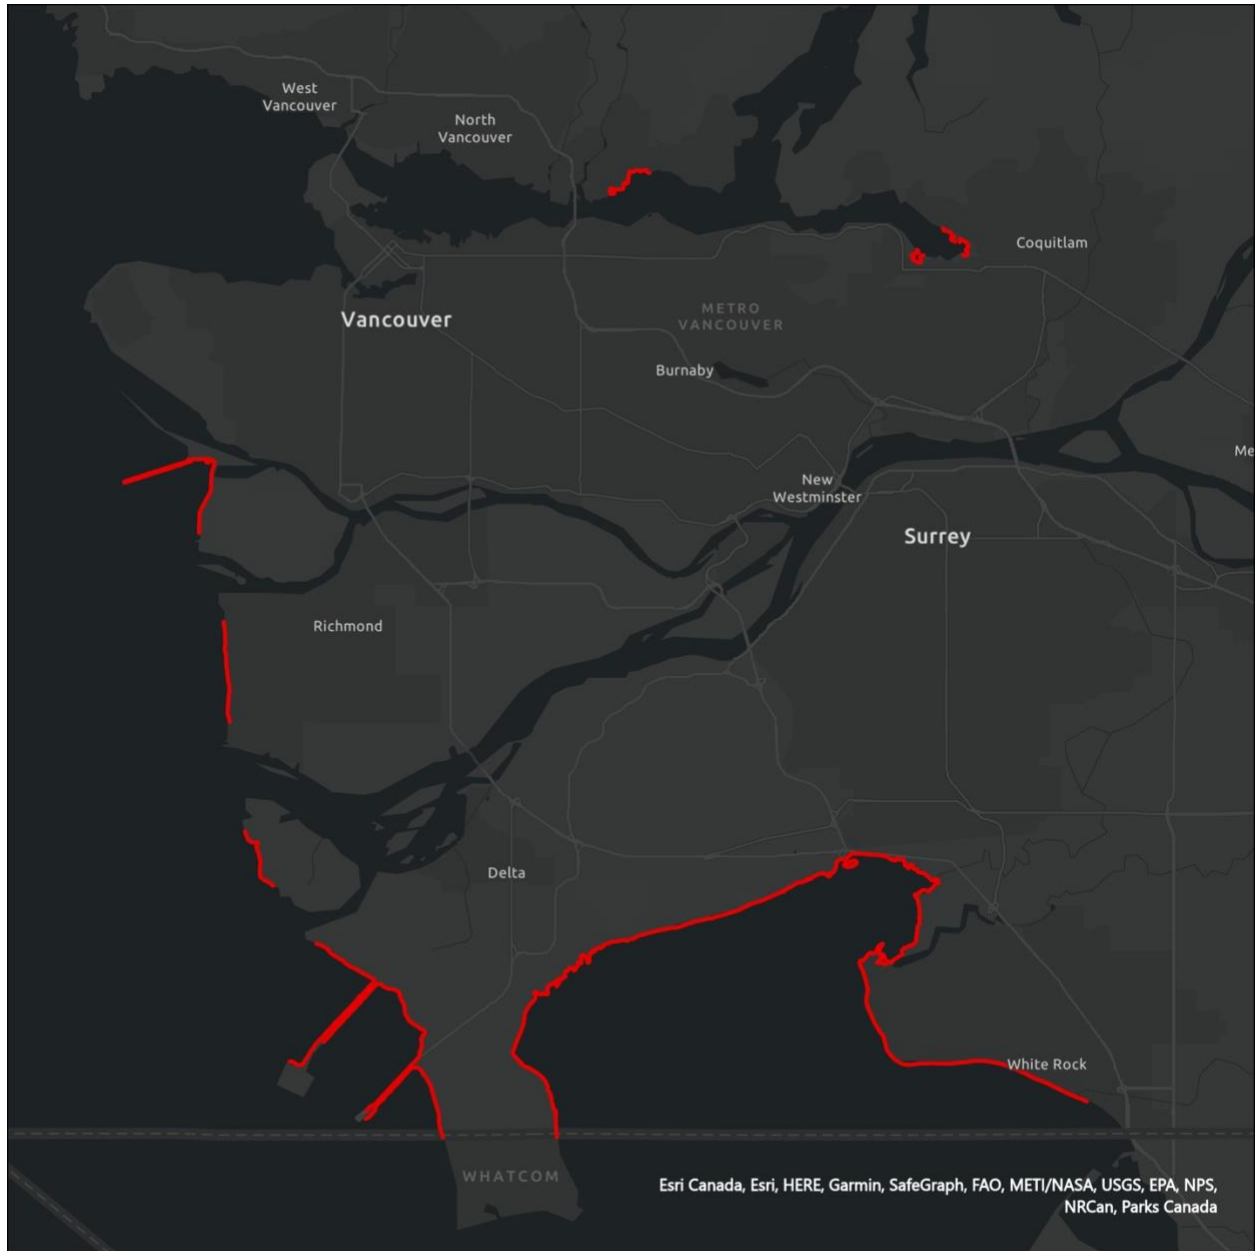 West
Vancouver
North
Vancouver
Coquitlam
METRO
VANCOUVER
Vancouver
Burnaby
Me
New
Westminster
Surrey
Richmond
Delta
White Rock
WHATCOM
Esri Canada, Esri, HERE, Garmin, SafeGraph, FAO, METI/NASA, USGS, EPA, NPS,
NRCan, Parks Canada